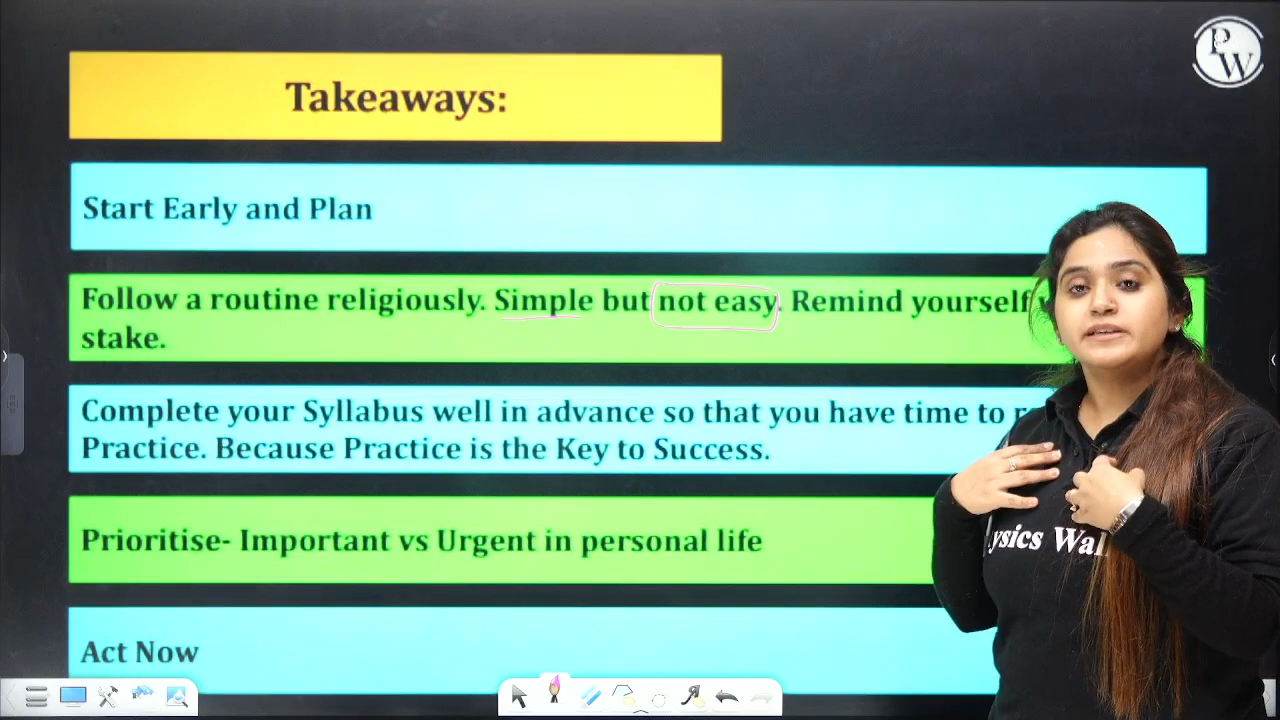 PW
Takeaways:
Start Early and Plan
Follow a routine religiously. Simple but not easy. Remind yourself
stake.
Complete your Syllabus well in advance so that you have time to
Practice. Because Practice is the Key to Success.
Prioritise- Important vs Urgent in personal life
ysics Wal
Act Now